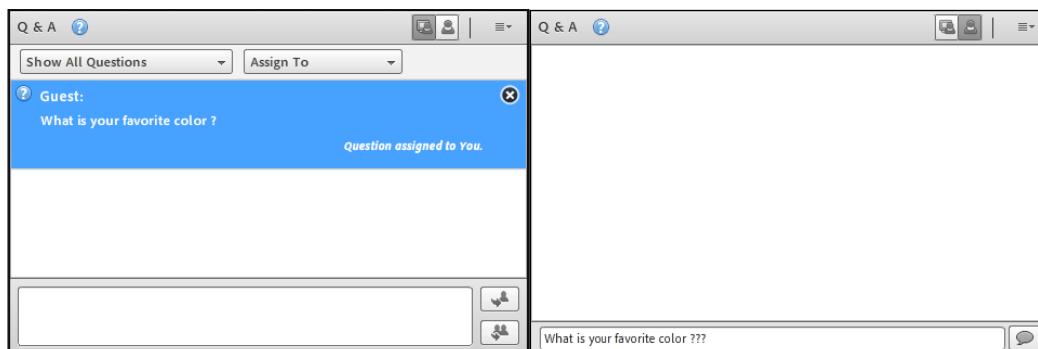 Q & A ?
Show All Questions
Assign To
? Guest:
What is your favorite color ?
Question assigned to You.
Q & A ?
What is your favorite color ???